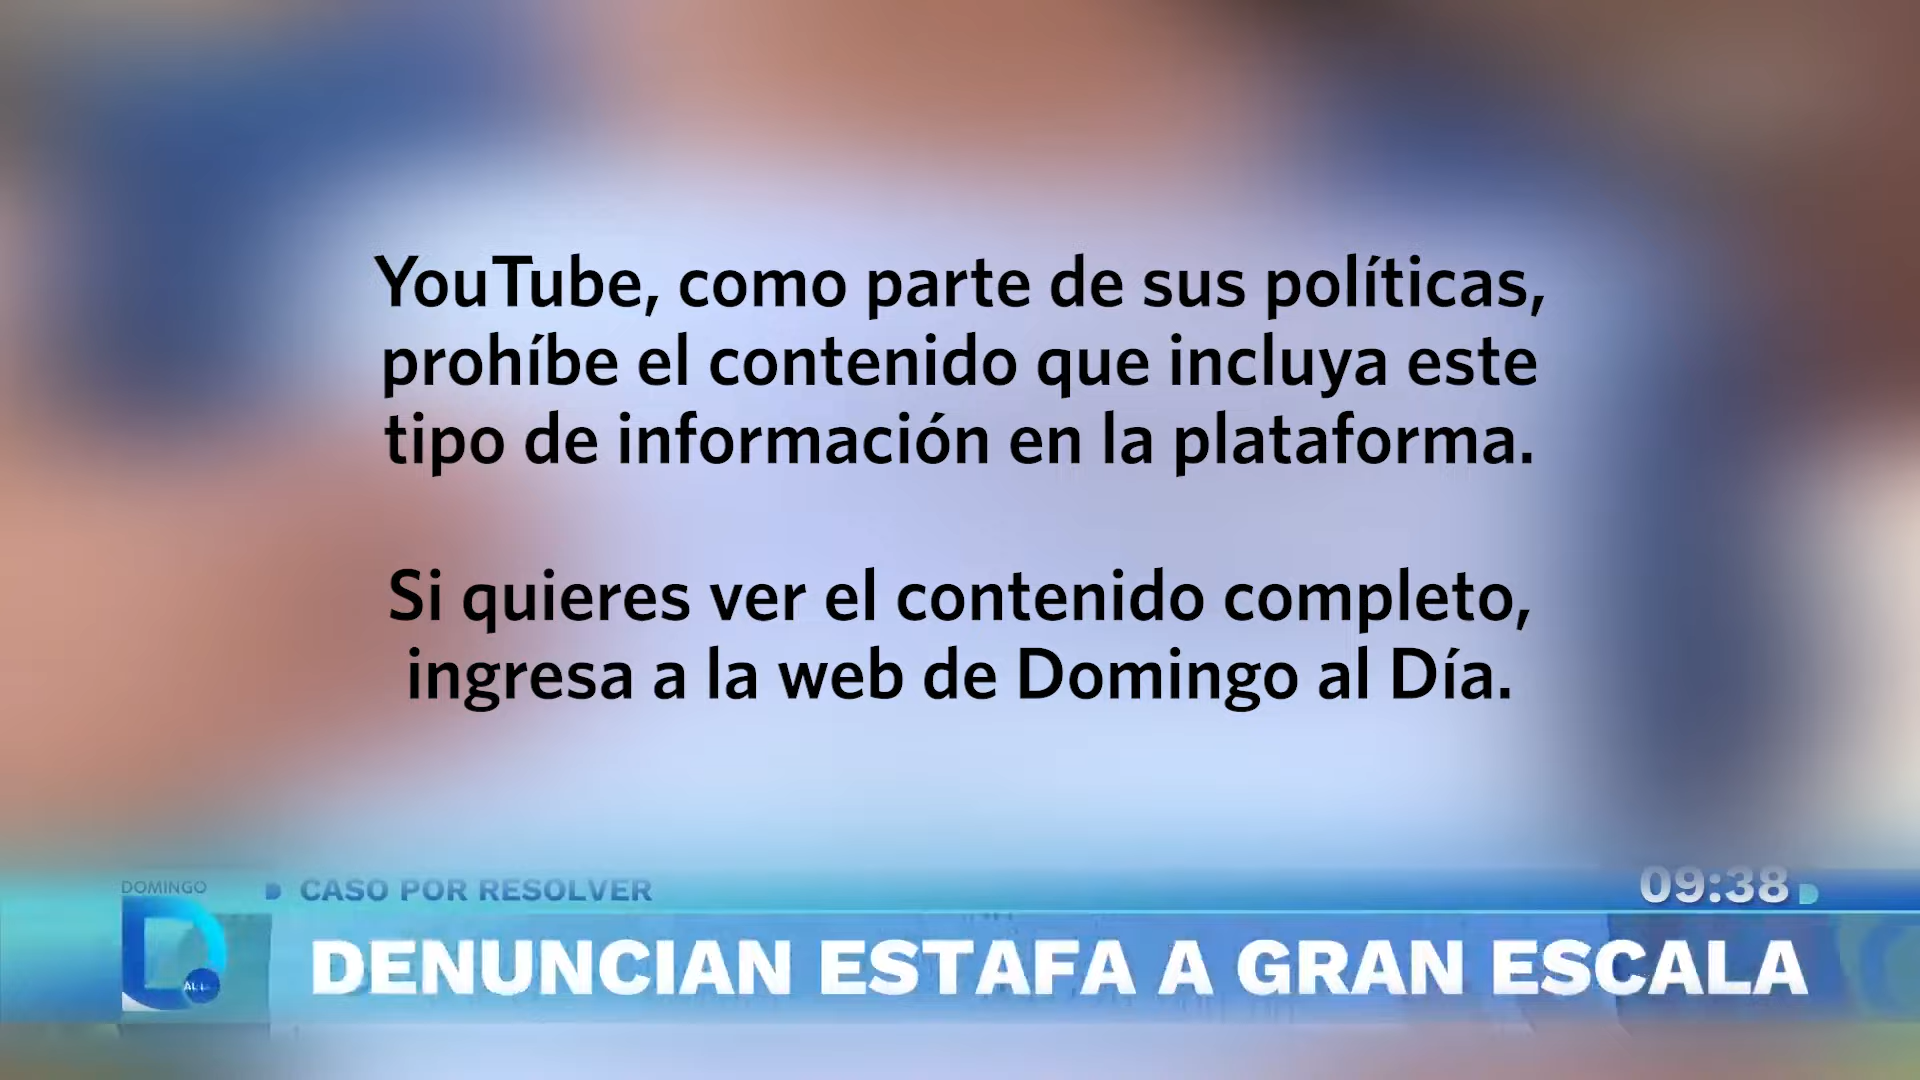 YouTube, como parte de sus políticas,
prohíbe el contenido que incluya este
tipo de información en la plataforma.
Si quieres ver el contenido completo,
ingresa a la web de Domingo al Día.
DOMINGO
CASO POR RESOLVER
09:38
DENUNCIAN ESTAFA A GRAN ESCALA